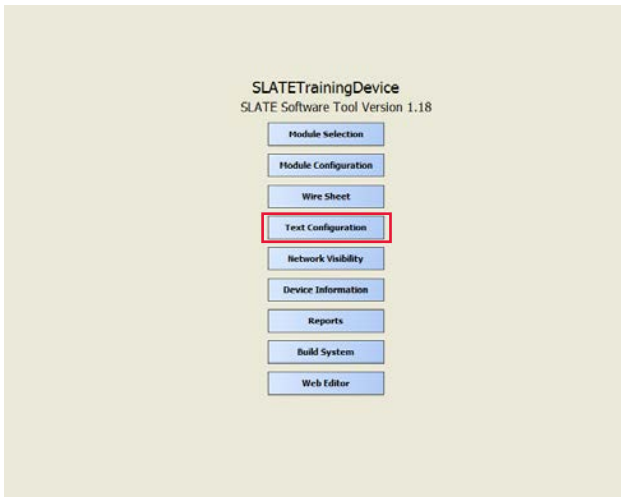 SLATETrainingDevice
SLATE Software Tool Version 1.18
Module Selection
Module Configuration
Wire Sheet
Text Configuration
Network Visibility
Device Information
Reports
Build System
Web Editor